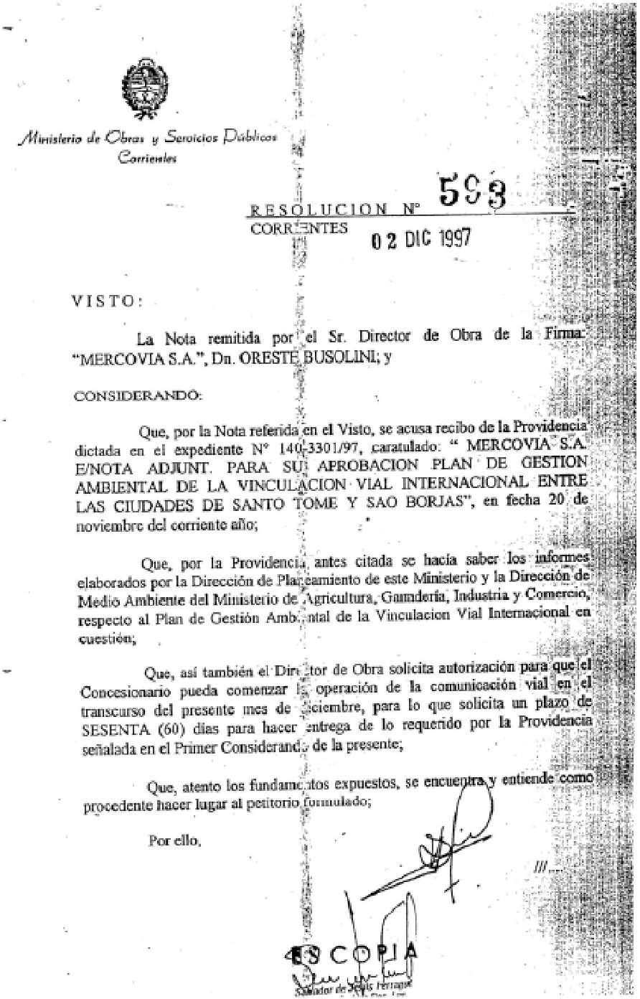 Ministerio de Obras y Servicios Públicos
Corrientes
RESOLUCION Nº 593
CORRIENTES
02 DIC 1997
VISTO:
La Nota remitida por el Sr. Director de Obra de la Firma:
“MERCOVIA S.A.”, Dn. ORESTE BUSOLINI; y
CONSIDERANDO:
Que, por la Nota referida en el Visto, se acusa recibo de la Providencia
dictada en el expediente Nº 140-3301/97, caratulado: “ MERCOVIA S.A.
E/NOTA ADJUNT. PARA SU APROBACION PLAN DE GESTION
AMBIENTAL DE LA VINCULACION VIAL INTERNACIONAL ENTRE
LAS CIUDADES DE SANTO TOME Y SAO BORJAS”, en fecha 20 de
noviembre del corriente año;
Que, por la Providencia antes citada se hacía saber los informes
elaborados por la Dirección de Planeamiento de este Ministerio y la Dirección de
Medio Ambiente del Ministerio de Agricultura, Ganadería, Industria y Comercio,
respecto al Plan de Gestión Ambiental de la Vinculacion Vial Internacional en
cuestión;
Que, así también el Director de Obra solicita autorización para que el
Concesionario pueda comenzar la operación de la comunicación vial en el
transcurso del presente mes de diciembre, para lo que solicita un plazo de
SESENTA (60) días para hacer entrega de lo requerido por la Providencia
señalada en el Primer Considerando de la presente;
Que, atento los fundamentos expuestos, se encuentra y entiende como
procedente hacer lugar al petitorio formulado;
Por ello,
///....
ES COPIA
de Jesús